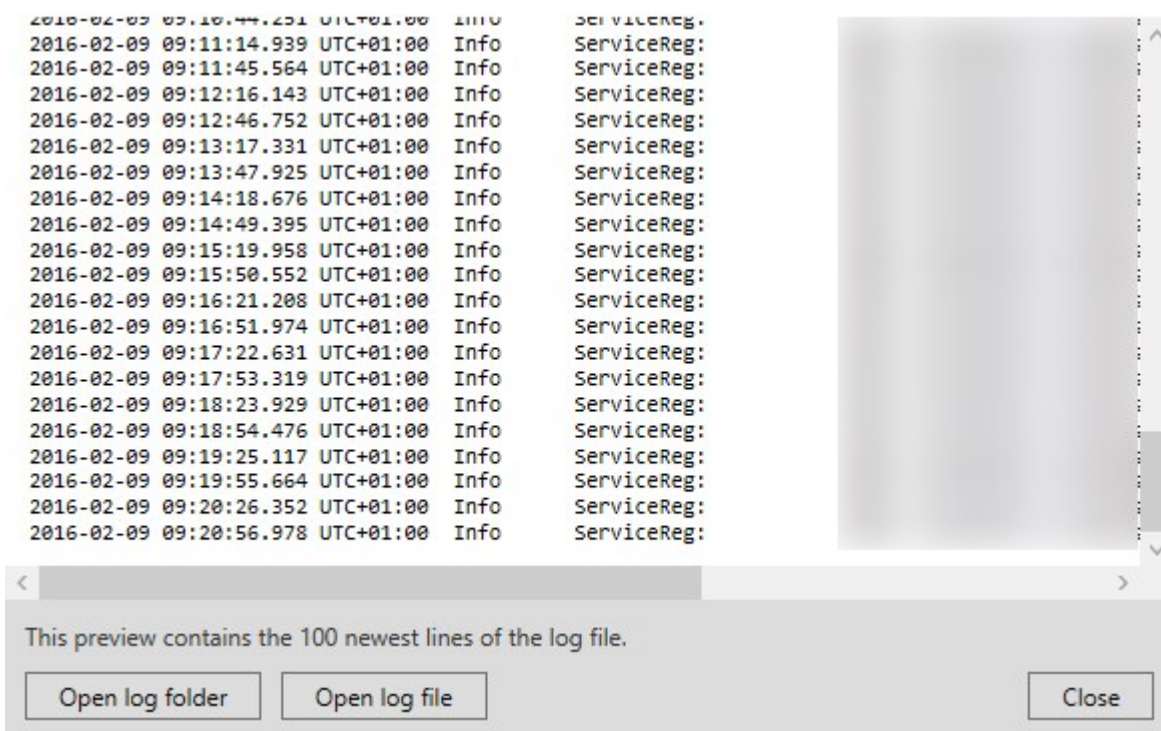 2016-02-09 09:10:44.251 UTC+01:00 Info ServiceReg:
2016-02-09 09:11:14.939 UTC+01:00 Info ServiceReg:
2016-02-09 09:11:45.564 UTC+01:00 Info ServiceReg:
2016-02-09 09:12:16.143 UTC+01:00 Info ServiceReg:
2016-02-09 09:12:46.752 UTC+01:00 Info ServiceReg:
2016-02-09 09:13:17.331 UTC+01:00 Info ServiceReg:
2016-02-09 09:13:47.925 UTC+01:00 Info ServiceReg:
2016-02-09 09:14:18.676 UTC+01:00 Info ServiceReg:
2016-02-09 09:14:49.395 UTC+01:00 Info ServiceReg:
2016-02-09 09:15:19.958 UTC+01:00 Info ServiceReg:
2016-02-09 09:15:50.552 UTC+01:00 Info ServiceReg:
2016-02-09 09:16:21.208 UTC+01:00 Info ServiceReg:
2016-02-09 09:16:51.974 UTC+01:00 Info ServiceReg:
2016-02-09 09:17:22.631 UTC+01:00 Info ServiceReg:
2016-02-09 09:17:53.319 UTC+01:00 Info ServiceReg:
2016-02-09 09:18:23.929 UTC+01:00 Info ServiceReg:
2016-02-09 09:18:54.476 UTC+01:00 Info ServiceReg:
2016-02-09 09:19:25.117 UTC+01:00 Info ServiceReg:
2016-02-09 09:19:55.664 UTC+01:00 Info ServiceReg:
2016-02-09 09:20:26.352 UTC+01:00 Info ServiceReg:
2016-02-09 09:20:56.978 UTC+01:00 Info ServiceReg:
This preview contains the 100 newest lines of the log file.
Open log folder Open log file Close